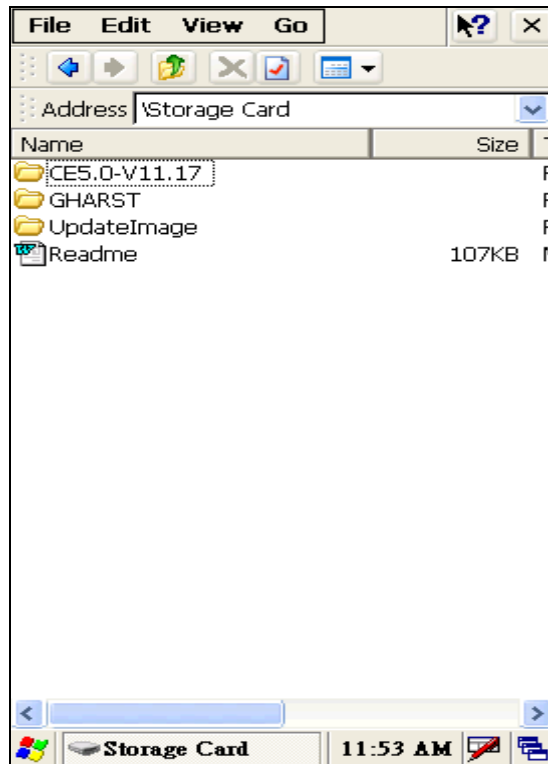 File Edit View Go ?
Address \Storage Card
Name Size
CE5.0-V11.17
GHARST
UpdateImage
Readme 107KB
Storage Card 11:53 AM